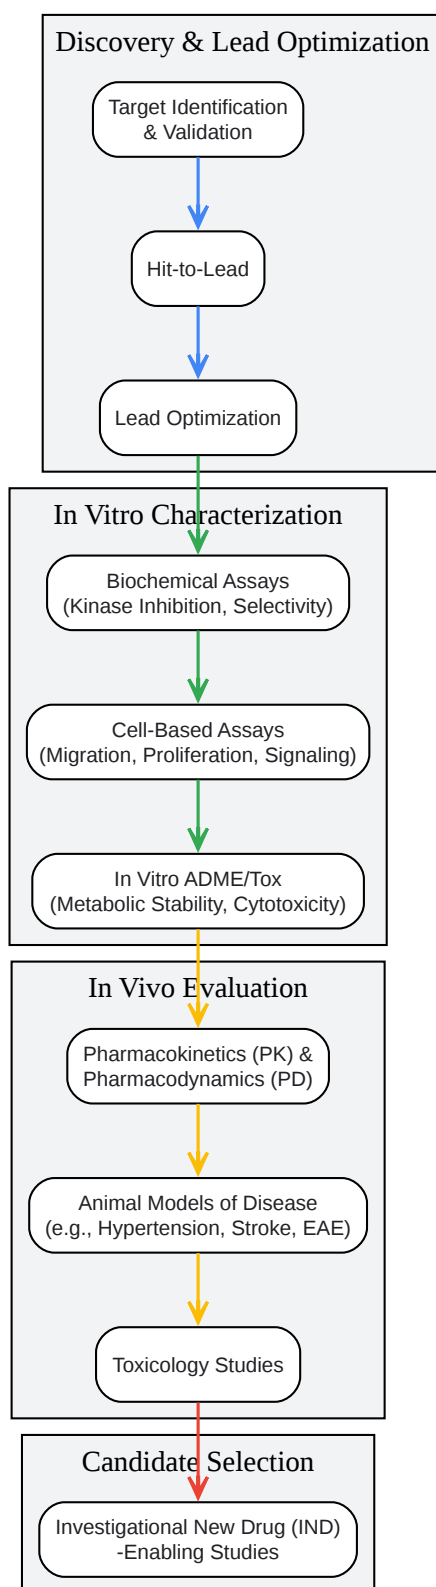 Discovery & Lead Optimization
Target Identification
& Validation
Hit-to-Lead
Lead Optimization
In Vitro Characterization
Biochemical Assays
(Kinase Inhibition, Selectivity)
Cell-Based Assays
(Migration, Proliferation, Signaling)
In Vitro ADME/Tox
(Metabolic Stability, Cytotoxicity)
In Vivo Evaluation
Pharmacokinetics (PK) &
Pharmacodynamics (PD)
Animal Models of Disease
(e.g., Hypertension, Stroke, EAE)
Toxicology Studies
Candidate Selection
Investigational New Drug (IND)
-Enabling Studies